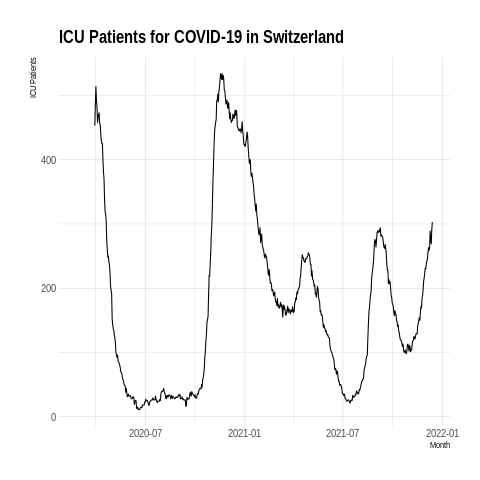 ICU Patients for COVID-19 in Switzerland
ICU Patients
400
200
0
2020-07 2021-01 2021-07 2022-01
Month